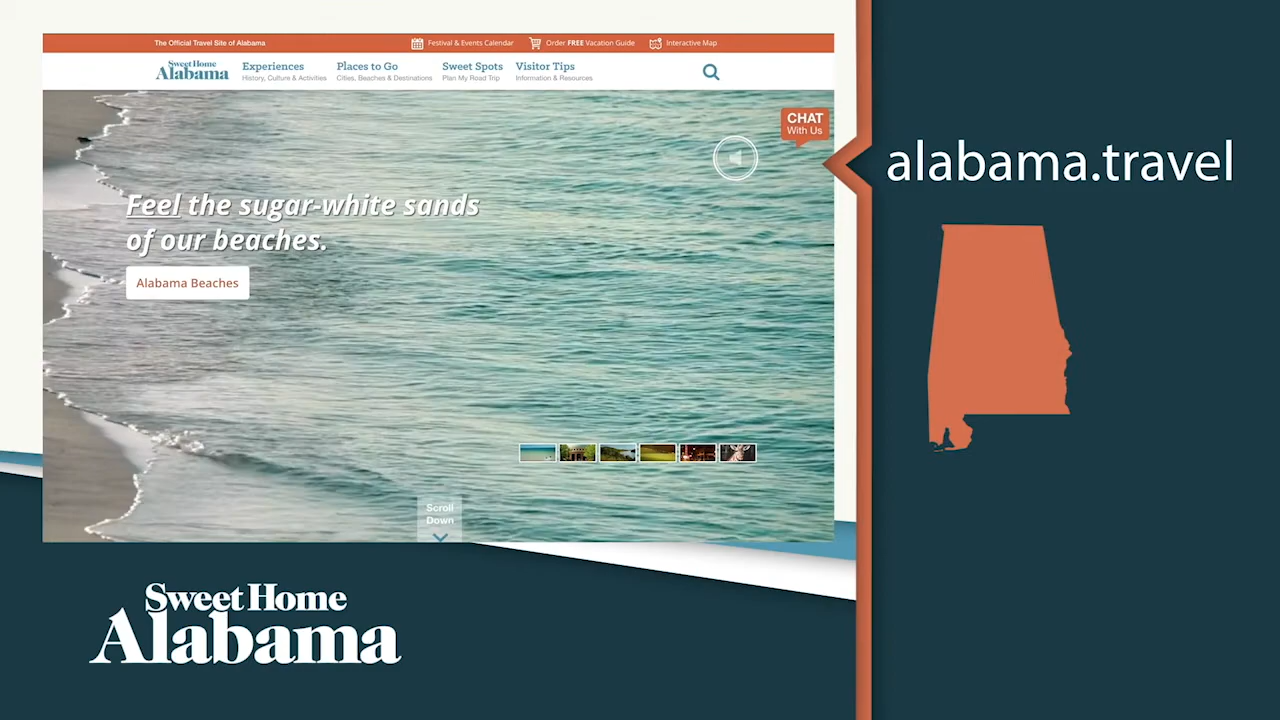 The Official Travel Site of Alabama
Festival & Events Calendar
Order FREE Vacation Guide
Interactive Map
Sweet Home
Alabama
Experiences
History, Culture & Activities
Places to Go
Cities, Beaches & Destinations
Sweet Spots
Plan My Road Trip
Visitor Tips
Information & Resources
CHAT
With Us
alabama.travel
Feel the sugar-white sands
of our beaches.
Alabama Beaches
Scroll
Down
Sweet Home
Alabama